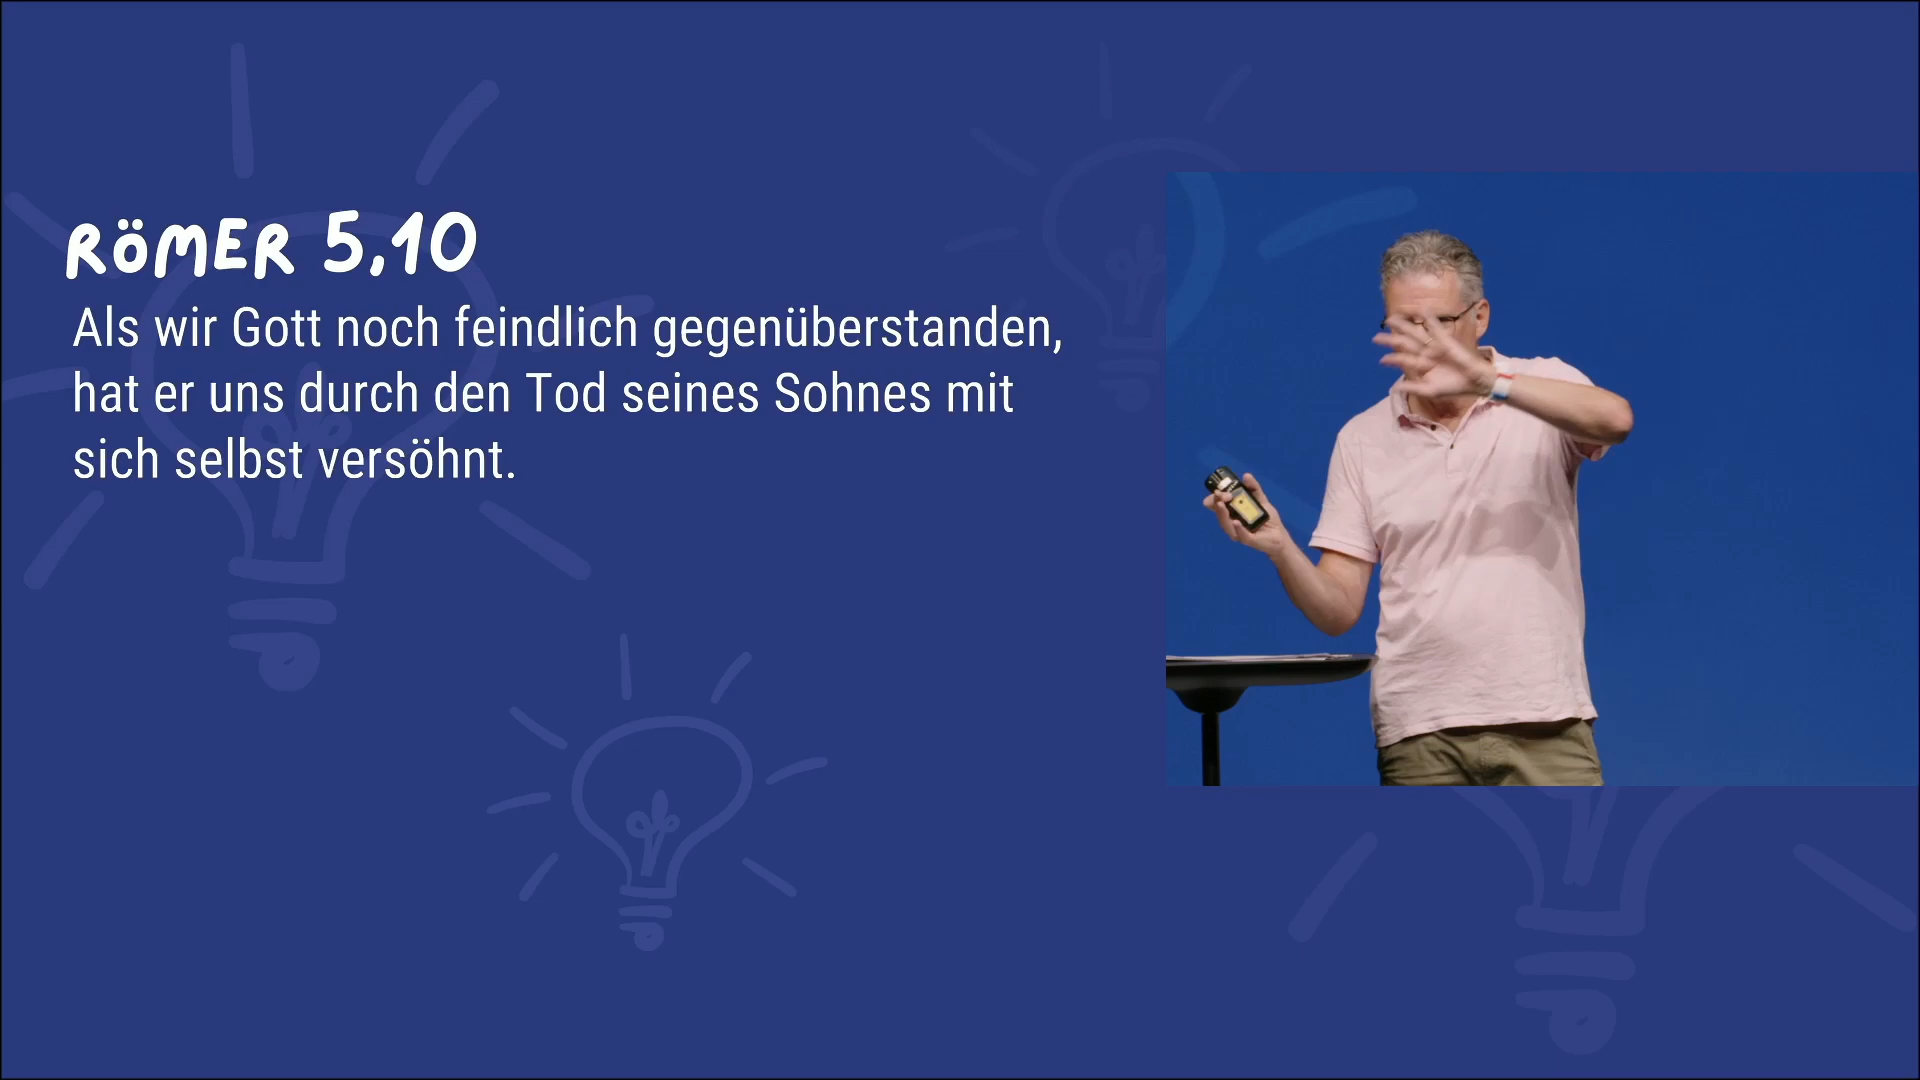 RÖMER 5,10
Als wir Gott noch feindlich gegenüberstanden,
hat er uns durch den Tod seines Sohnes mit
sich selbst versöhnt.